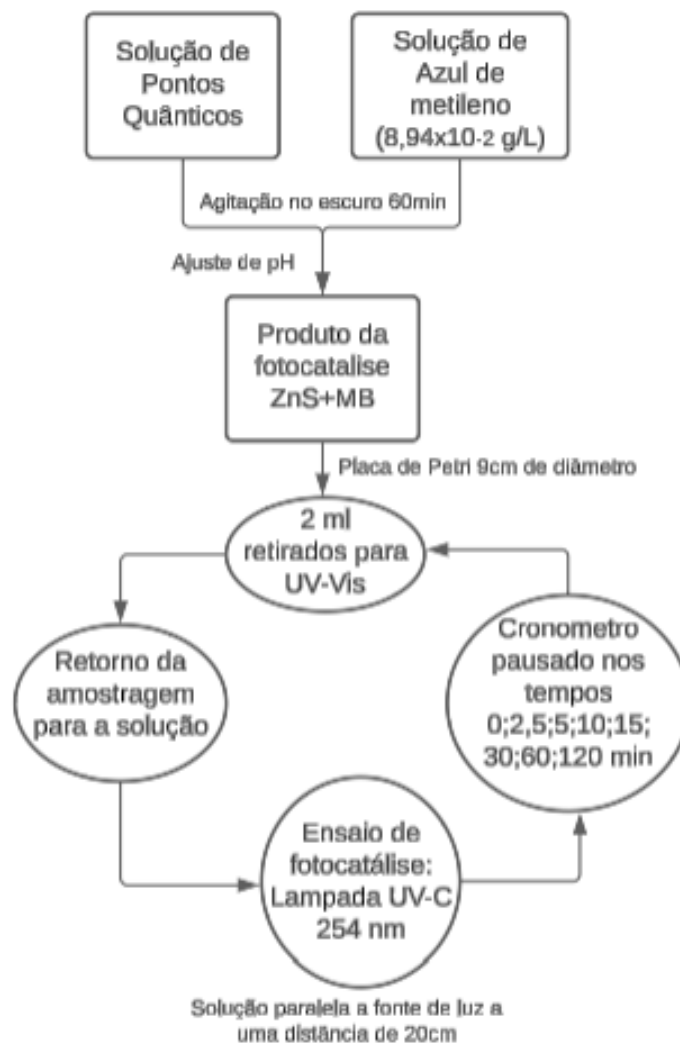 Solução de
Pontos
Quânticos
Solução de
Azul de
metileno
(8,94x10-2 g/L)
Agitação no escuro 60min
Ajuste de pH
Produto da
fotocatalise
ZnS+MB
Placa de Petri 9cm de diâmetro
2 ml
retirados para
UV-Vis
Retorno da
amostragem
para a solução
Cronometro
pausado nos
tempos
0;2,5;5;10;15;
30;60;120 min
Ensaio de
fotocatálise:
Lampada UV-C
254 nm
Solução paralela a fonte de luz a
uma distância de 20cm